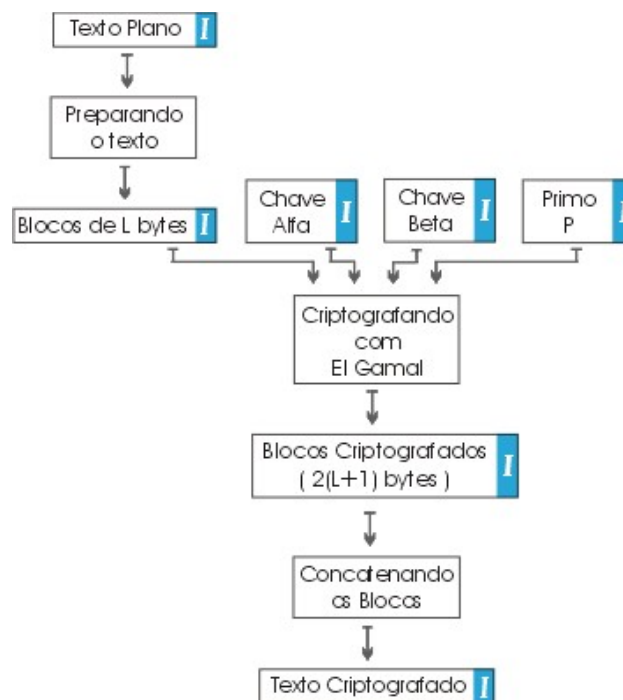 Texto Plano I
Preparando
o texto
Blocos de L bytes I
Chave
Alfa I
Chave
Beta I
Primo
P I
Criptografando
com
El Gamal
Blocos Criptografados
( 2(L+1) bytes ) I
Concatenando
os Blocos
Texto Criptografado I